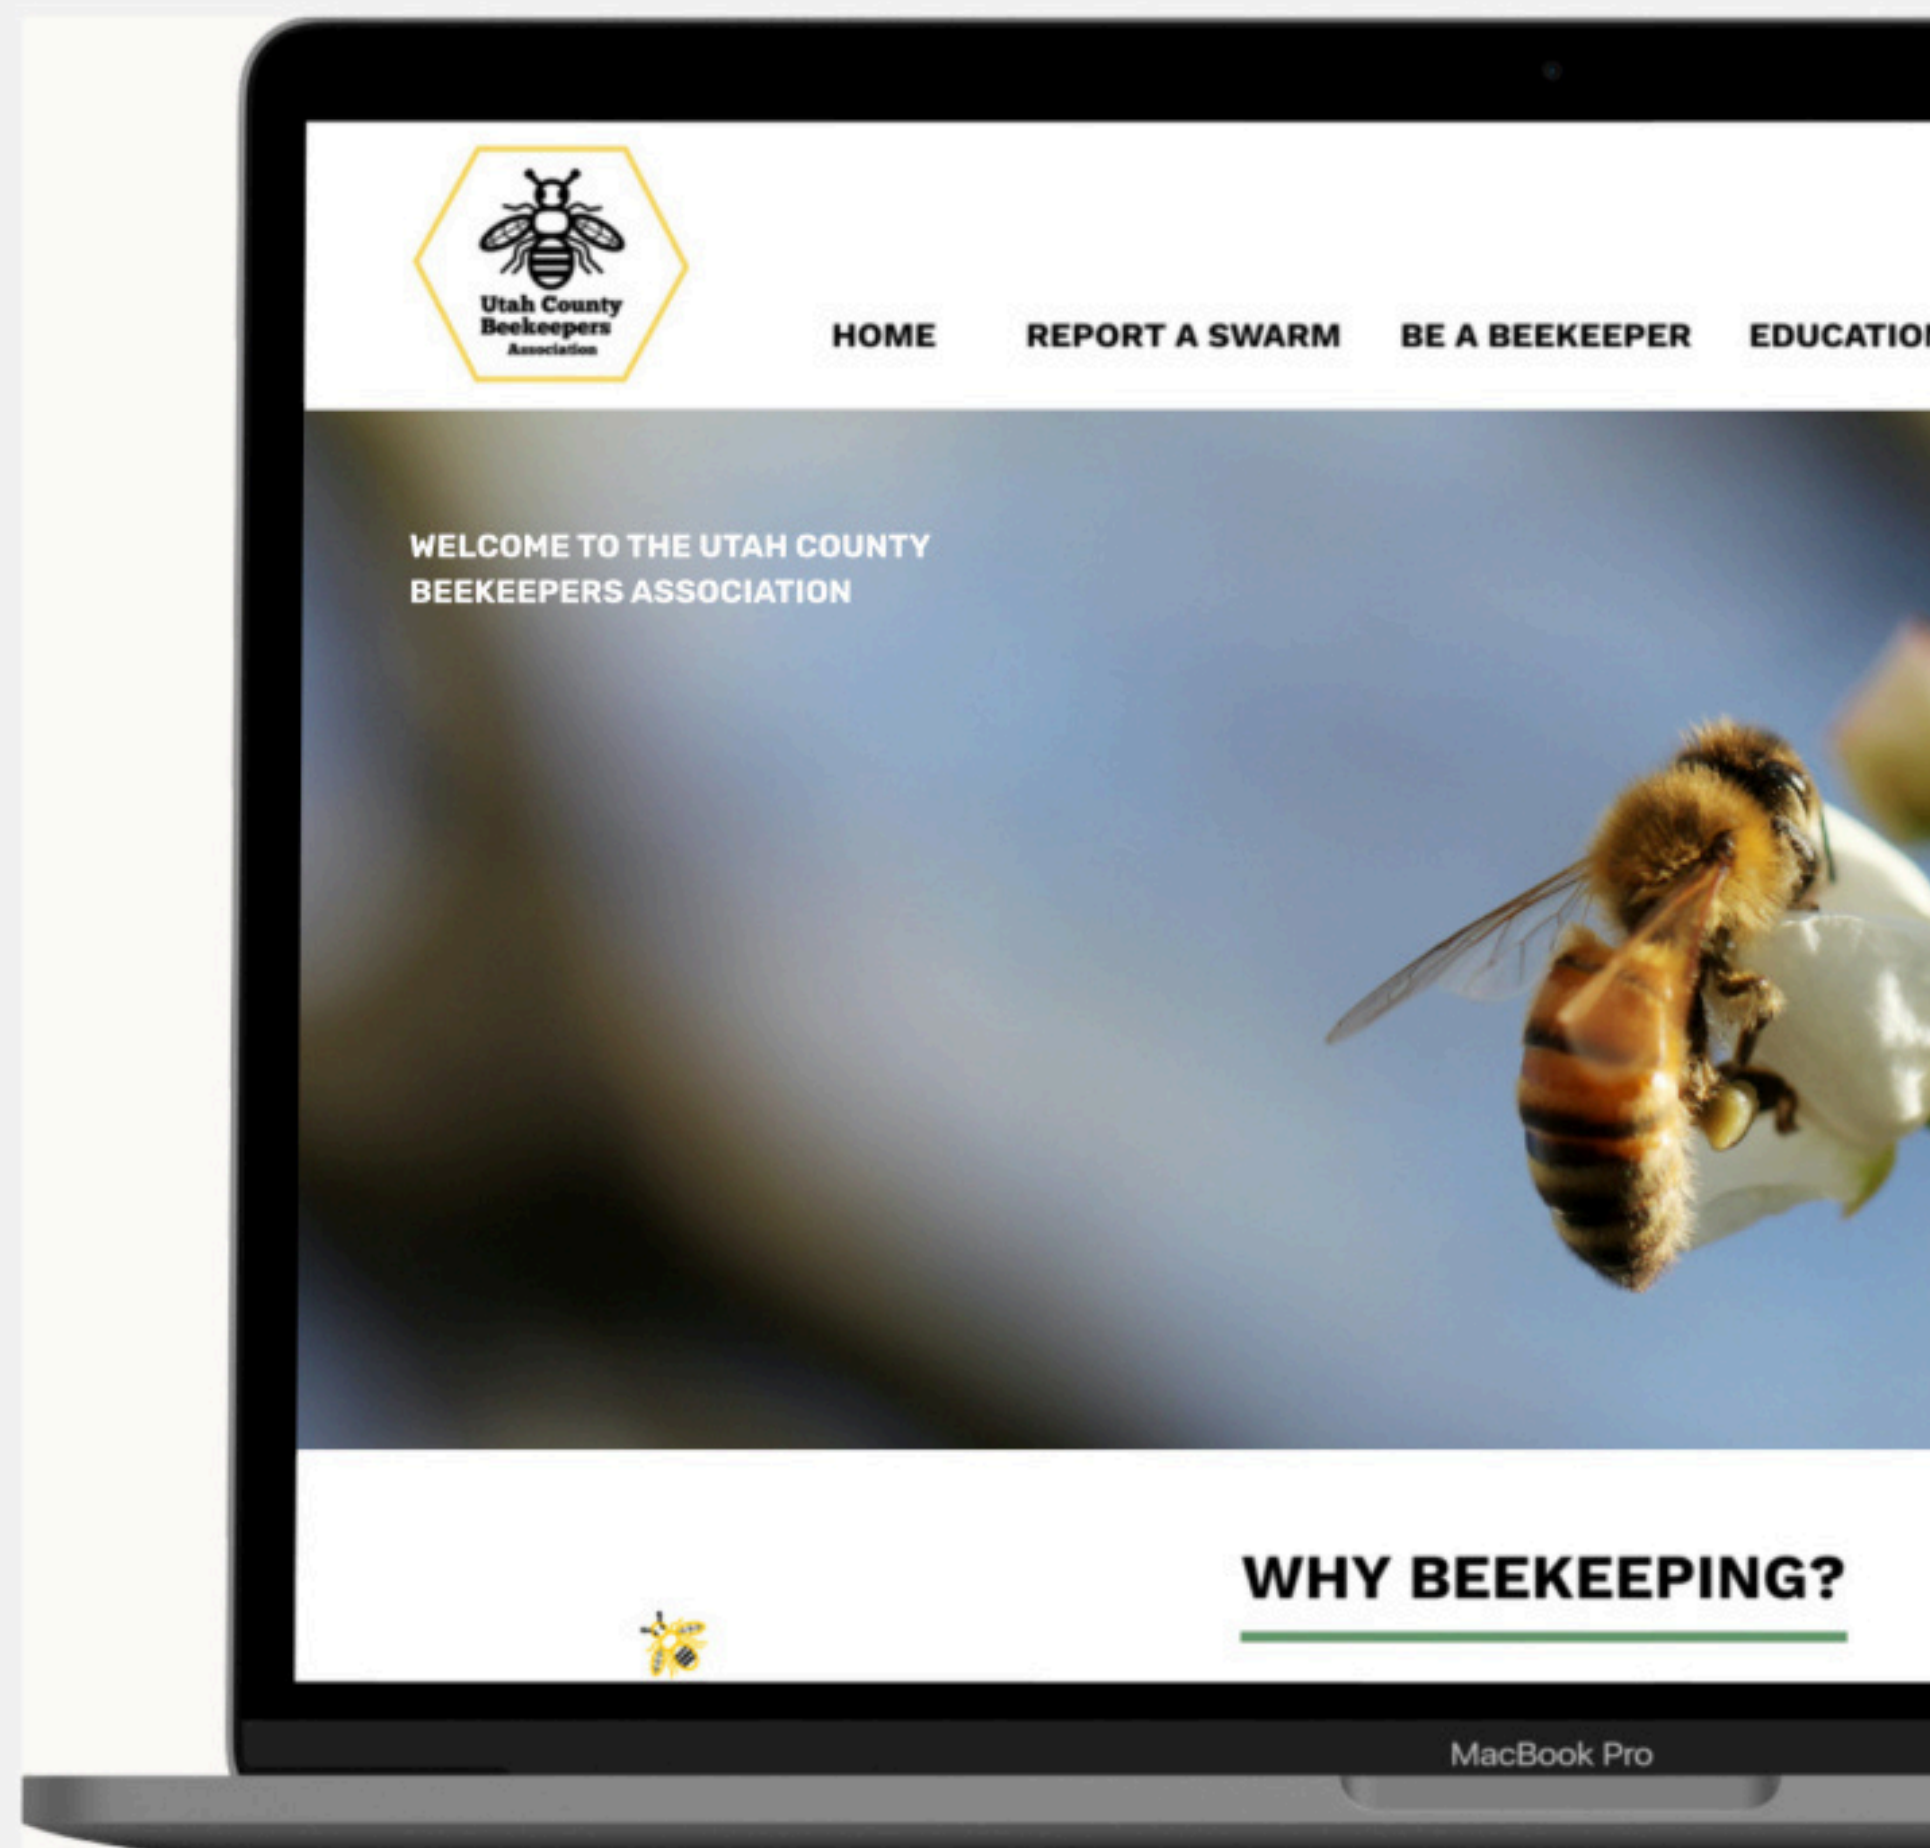 Utah County
Beekeepers
Association
HOME REPORT A SWARM BE A BEEKEEPER EDUCATION
WELCOME TO THE UTAH COUNTY
BEEKEEPERS ASSOCIATION
WHY BEEKEEPING?
MacBook Pro